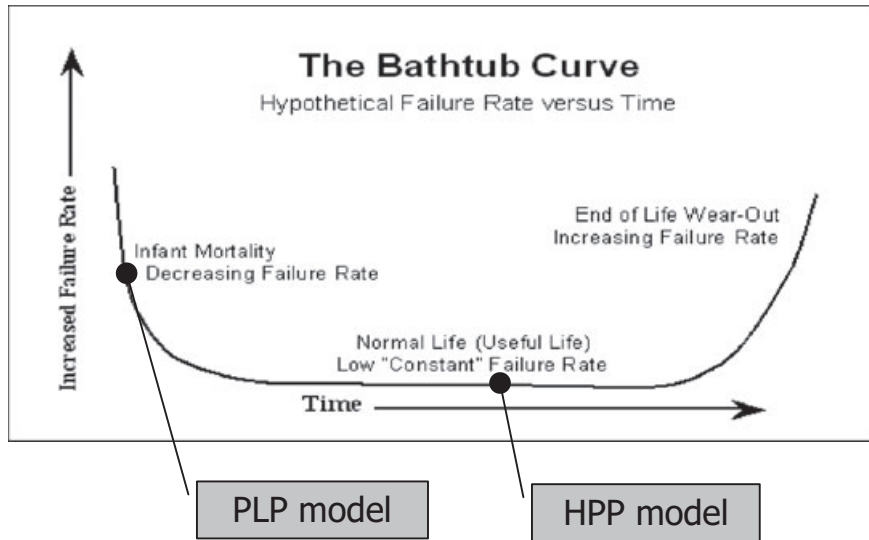 The Bathtub Curve
Hypothetical Failure Rate versus Time
Increased Failure Rate
Infant Mortality
Decreasing Failure Rate
Normal Life (Useful Life)
Low "Constant" Failure Rate
End of Life Wear-Out
Increasing Failure Rate
Time
PLP model
HPP model